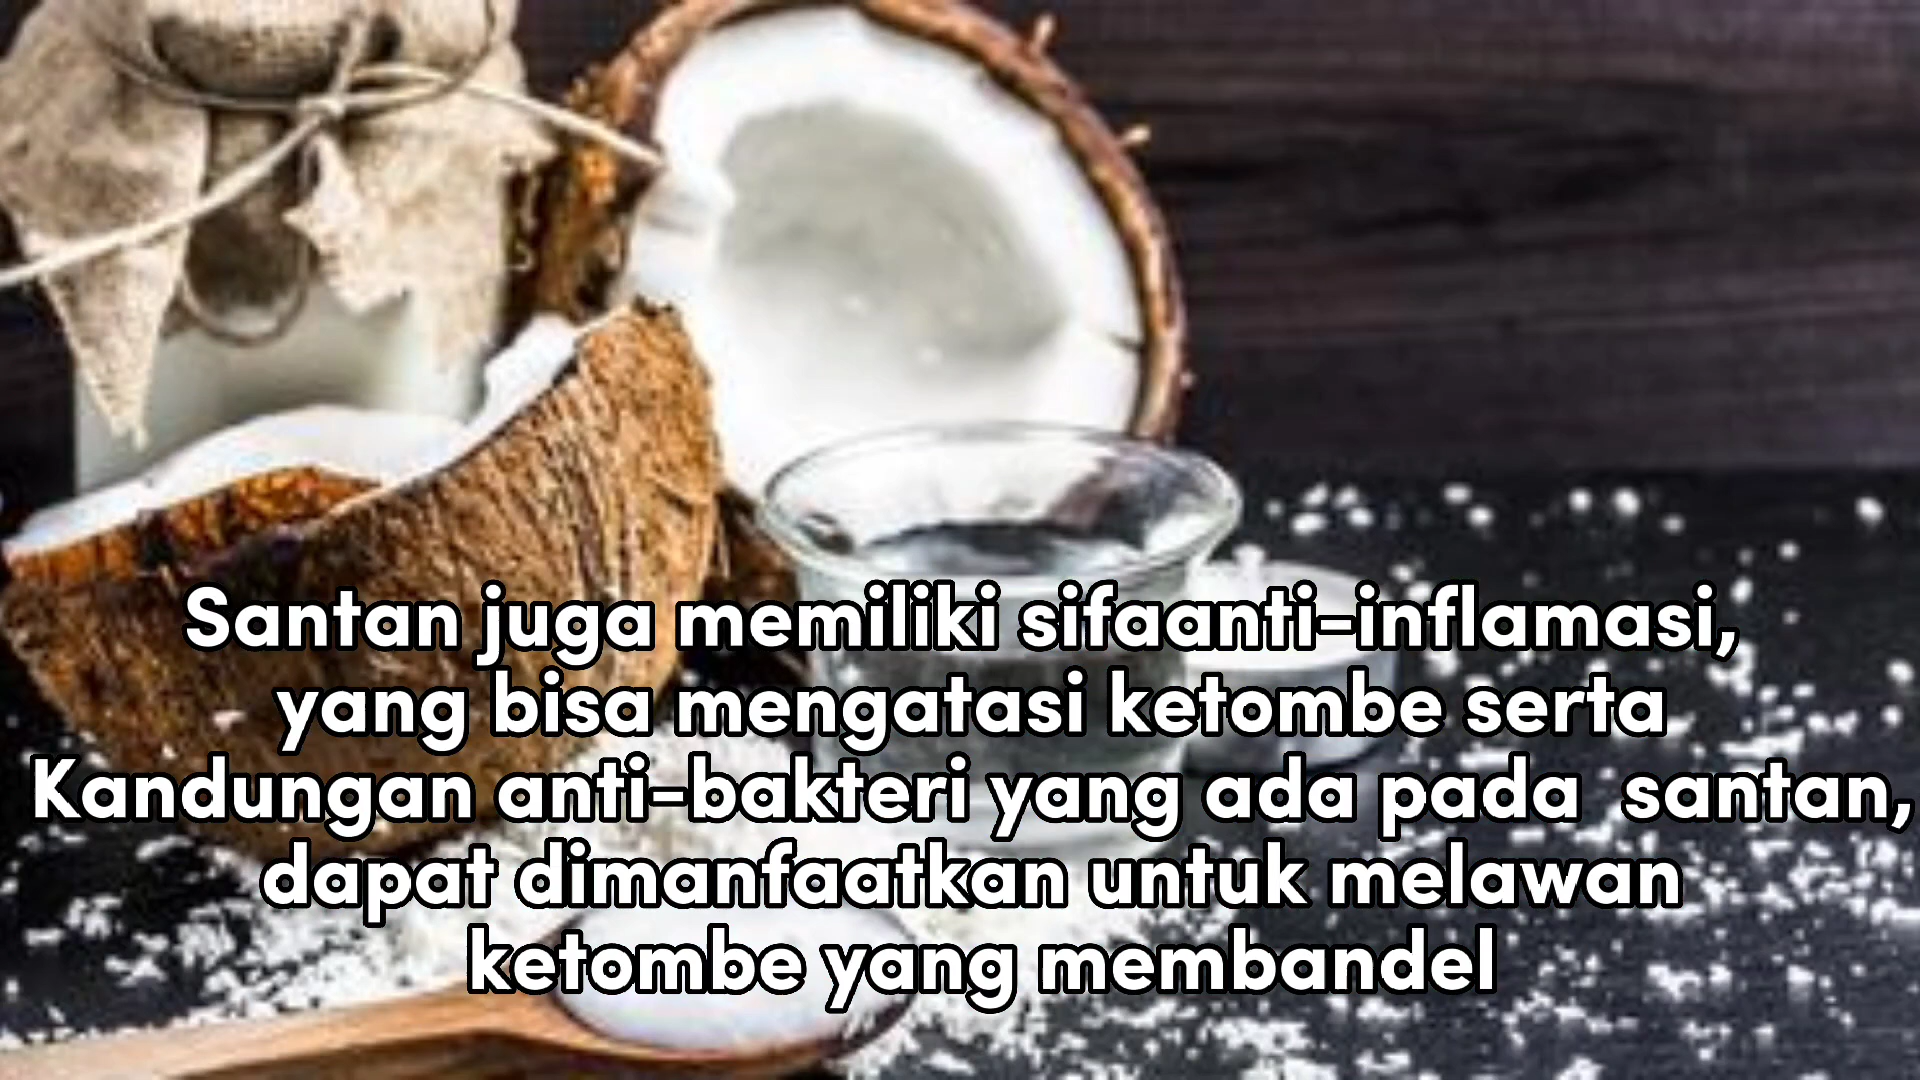 Santan juga memiliki sifaanti-inflamasi,
yang bisa mengatasi ketombe serta
Kandungan anti-bakteri yang ada pada  santan,
dapat dimanfaatkan untuk melawan
ketombe yang membandel